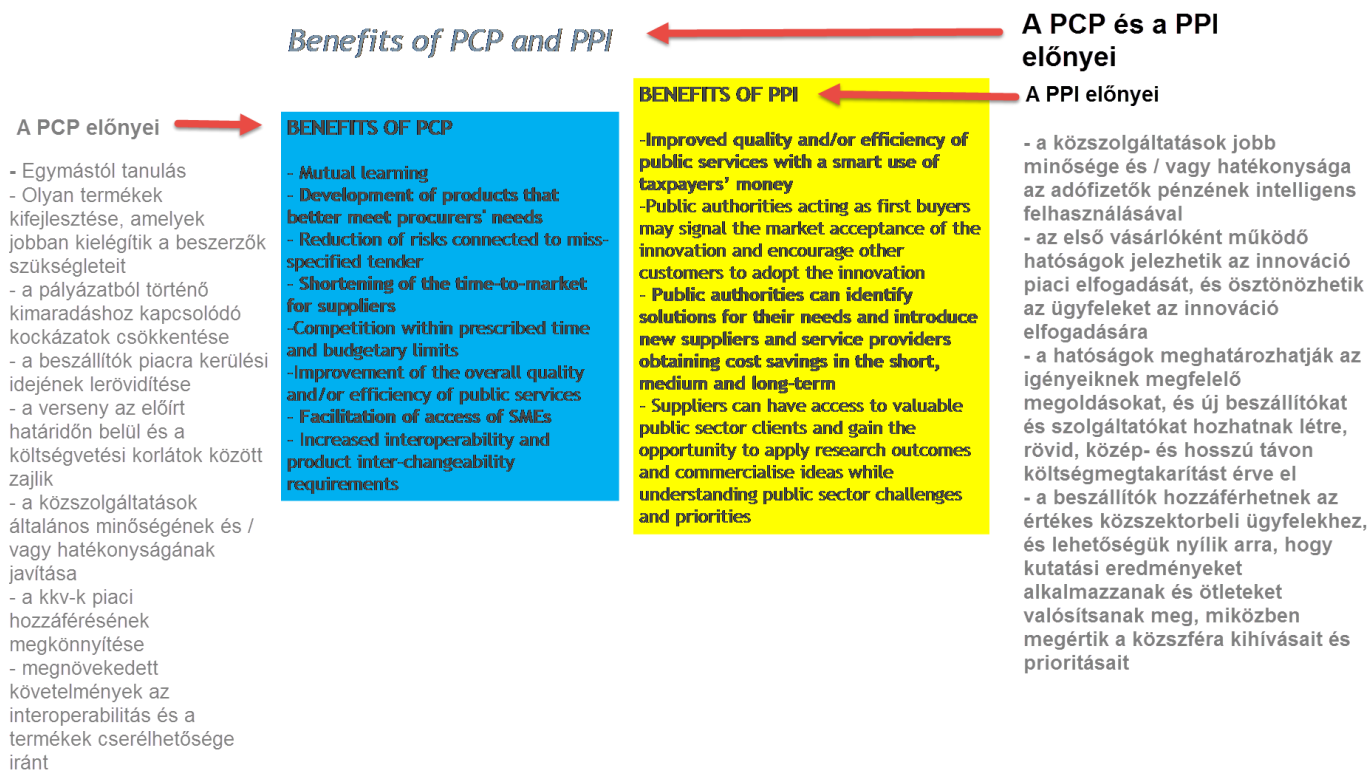 Benefits of PCP and PPI
A PCP és a PPI
előnyei
A PCP előnyei
- Egymástól tanulás
- Olyan termékek
kifejlesztése, amelyek
jobban kielégítik a beszerzők
szükségleteit
- a pályázatból történő
kimaradáshoz kapcsolódó
kockázatok csökkentése
- a beszállítók piacra kerülési
idejének lerövidítése
- a verseny az előírt
határidőn belül és a
költségvetési korlátok között
zajlik
- a közszolgáltatások
általános minőségének és /
vagy hatékonyságának
javítása
- a kkv-k piaci
hozzáférésének
megkönnyítése
- megnövekedett
követelmények az
interoperabilitás és a
termékek cserélhetősége
iránt
BENEFITS OF PCP
- Mutual learning
- Development of products that
better meet procurers' needs
- Reduction of risks connected to miss-
specified tender
- Shortening of the time-to-market
for suppliers
-Competition within prescribed time
and budgetary limits
-Improvement of the overall quality
and/or efficiency of public services
- Facilitation of access of SMEs
- Increased interoperability and
product inter-changeability
requirements
BENEFITS OF PPI
-Improved quality and/or efficiency of
public services with a smart use of
taxpayers’ money
-Public authorities acting as first buyers
may signal the market acceptance of the
innovation and encourage other
customers to adopt the innovation
- Public authorities can identify
solutions for their needs and introduce
new suppliers and service providers
obtaining cost savings in the short,
medium and long-term
- Suppliers can have access to valuable
public sector clients and gain the
opportunity to apply research outcomes
and commercialise ideas while
understanding public sector challenges
and priorities
A PPI előnyei
- a közszolgáltatások jobb
minősége és / vagy hatékonysága
az adófizetők pénzének intelligens
felhasználásával
- az első vásárlóként működő
hatóságok jelezhetik az innováció
piaci elfogadását, és ösztönözhetik
az ügyfeleket az innováció
elfogadására
- a hatóságok meghatározhatják az
igényeiknek megfelelő
megoldásokat, és új beszállítókat
és szolgáltatókat hozhatnak létre,
rövid, közép- és hosszú távon
költségmegtakarítást érve el
- a beszállítók hozzáférhetnek az
értékes közszektorbeli ügyfelekhez,
és lehetőségük nyílik arra, hogy
kutatási eredményeket
alkalmazzanak és ötleteket
valósítsanak meg, miközben
megértik a közszféra kihívásait és
prioritásait